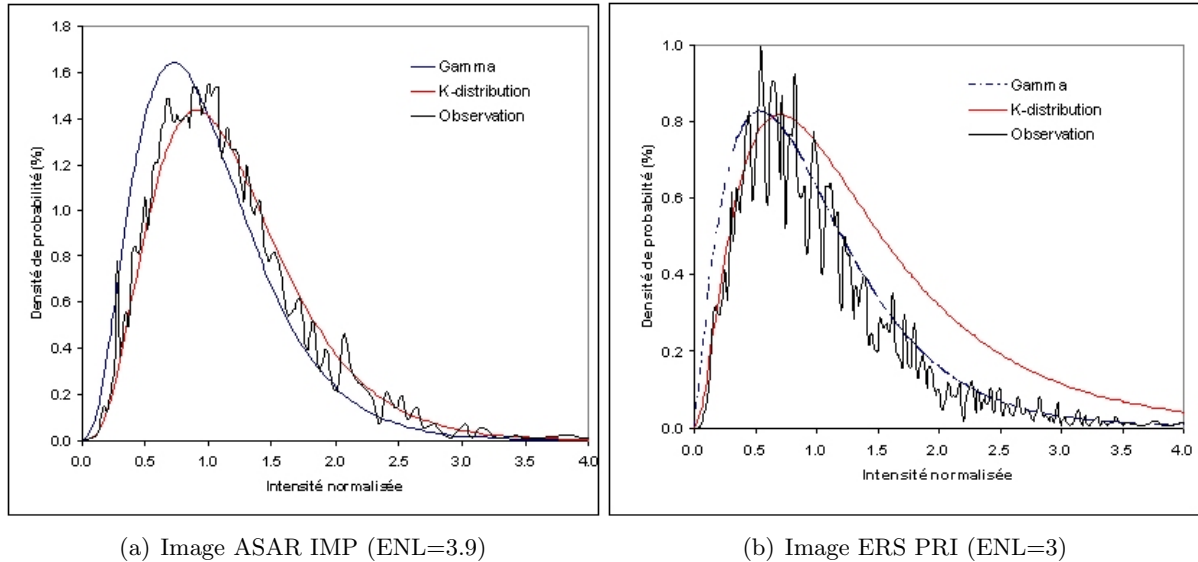 1.8
1.6
1.4
1.2
1.0
0.8
0.6
0.4
0.2
0.0
Densité de probabilité (%)
Gamma
K-distribution
Observation
0.0 0.5 1.0 1.5 2.0 2.5 3.0 3.5 4.0
Intensité normalisée
(a) Image ASAR IMP (ENL=3.9)
1.0
0.8
0.6
0.4
0.2
0.0
Densité de probabilité (%)
Gamma
K-distribution
Observation
0.0 0.5 1.0 1.5 2.0 2.5 3.0 3.5 4.0
Intensité normalisée
(b) Image ERS PRI (ENL=3)